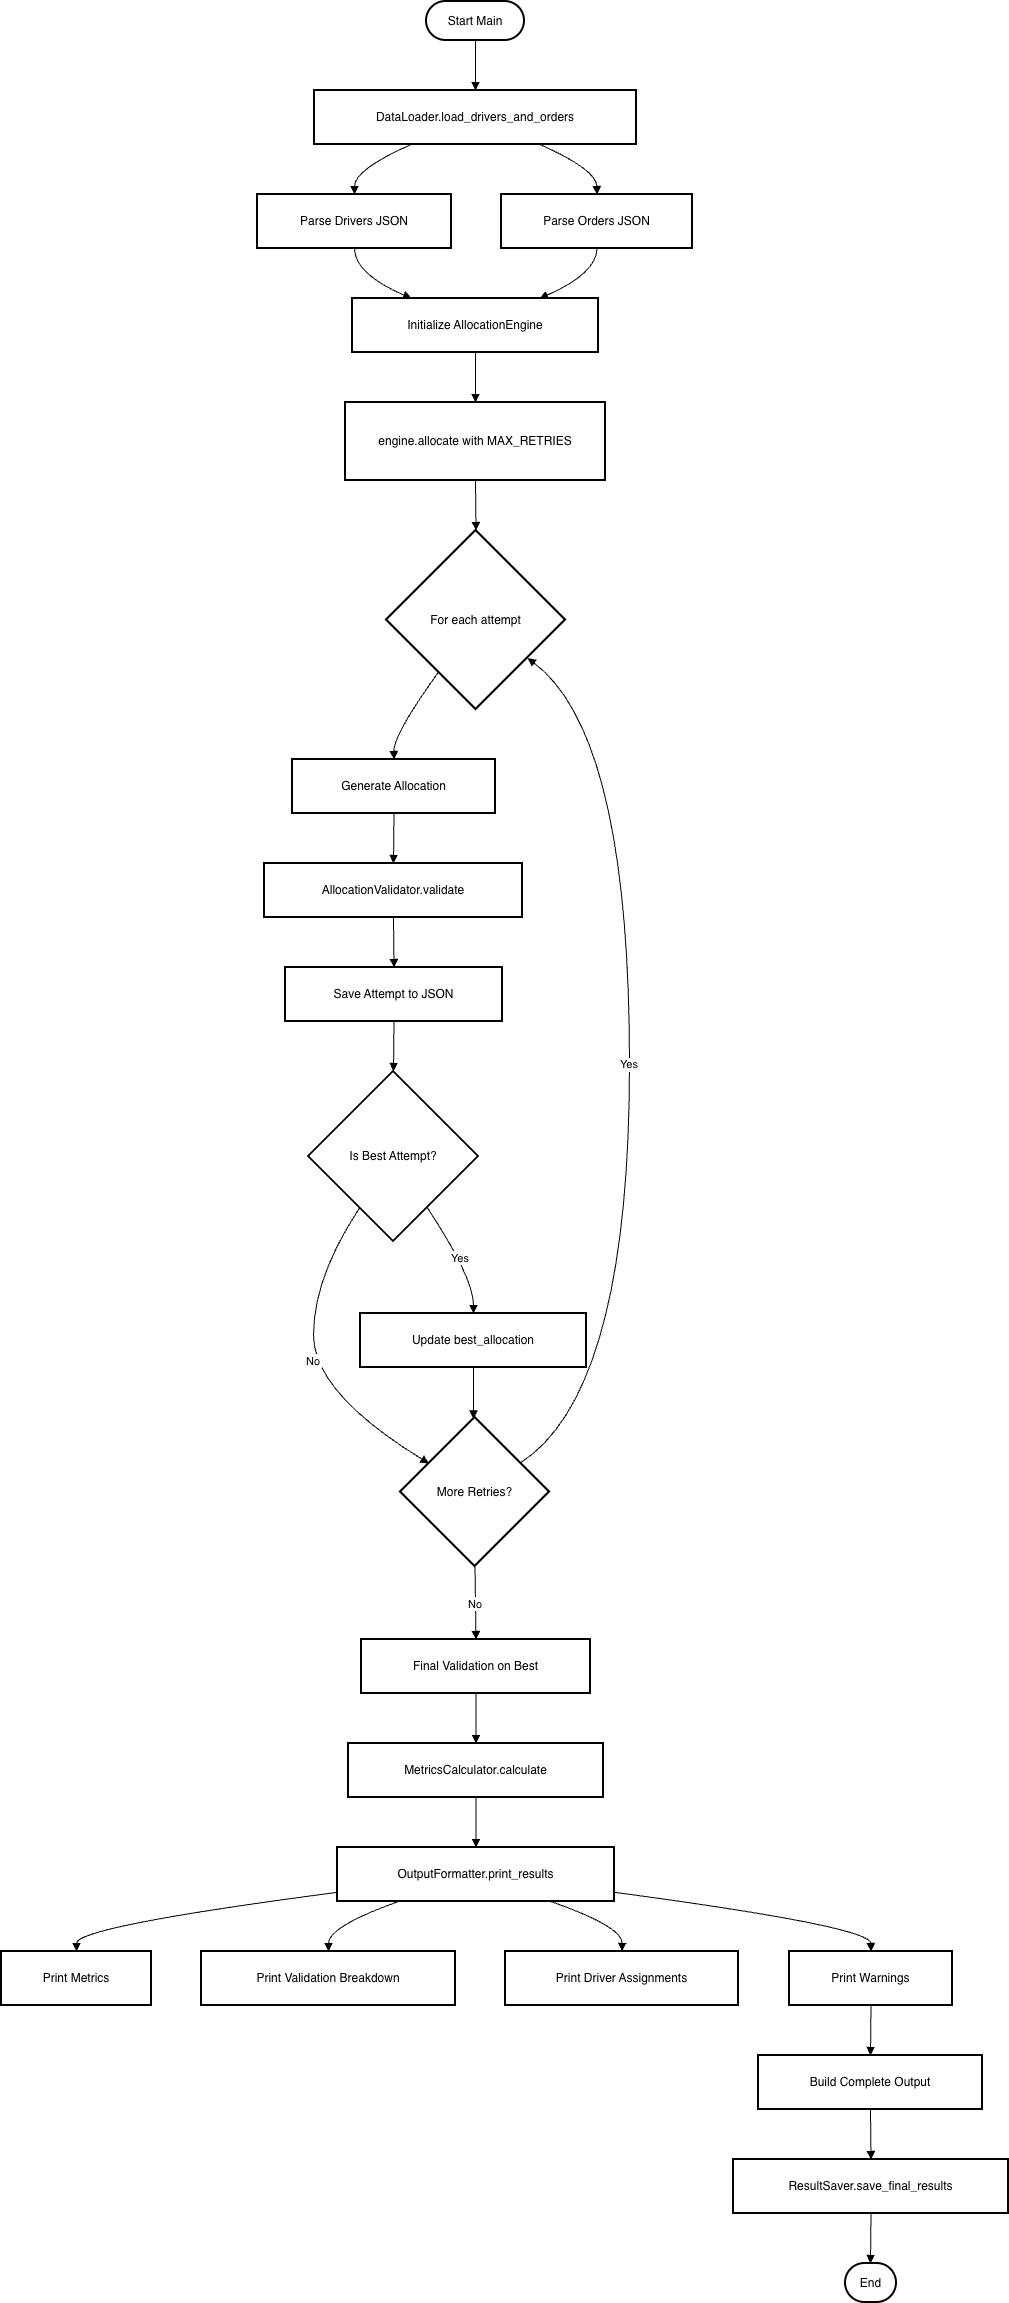 Start Main
DataLoader.load_drivers_and_orders
Parse Drivers JSON
Parse Orders JSON
Initialize AllocationEngine
engine.allocate with MAX_RETRIES
For each attempt
Generate Allocation
AllocationValidator.validate
Save Attempt to JSON
Yes
Is Best Attempt?
Yes
Update best_allocation
No
More Retries?
No
Final Validation on Best
MetricsCalculator.calculate
OutputFormatter.print_results
Print Metrics
Print Validation Breakdown
Print Driver Assignments
Print Warnings
Build Complete Output
ResultSaver.save_final_results
End